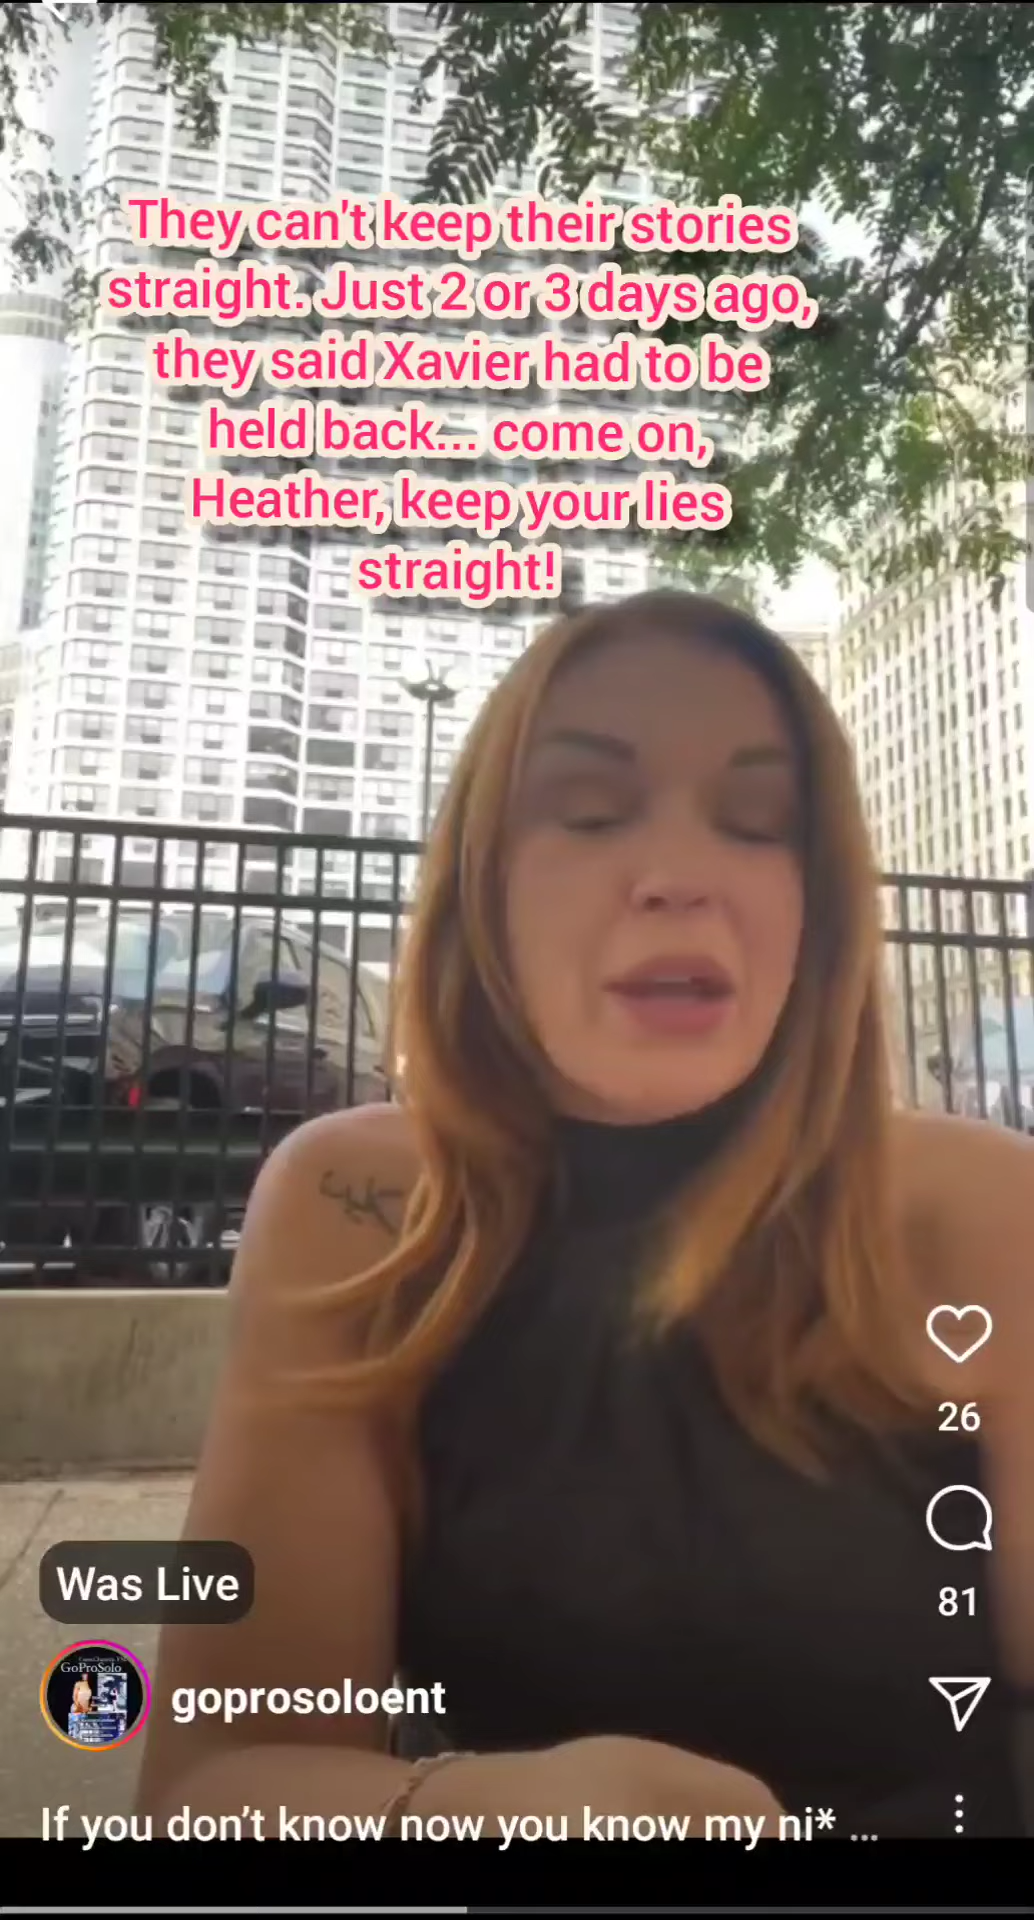 They can't keep their stories
straight. Just 2 or 3 days ago,
they said Xavier had to be
held back... come on,
Heather, keep your lies
straight!
26
81
Was Live
GoProSolo
goprosoloent
If you don’t know now you know my ni* ...